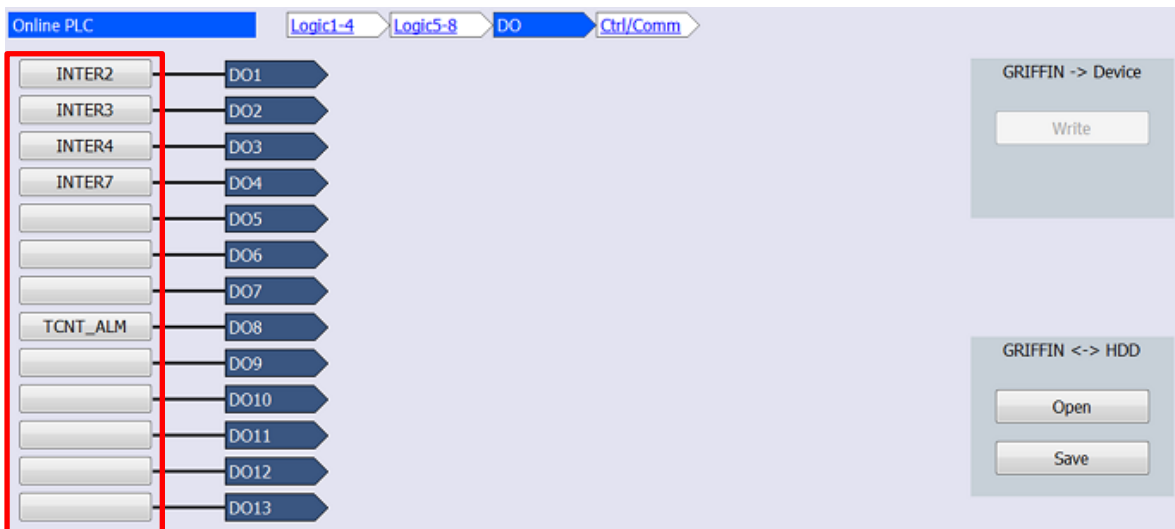 Online PLC
Logic1-4 Logic5-8 DO Ctrl/Comm
INTER2 DO1
INTER3 DO2
INTER4 DO3
INTER7 DO4
DO5
DO6
DO7
TCNT_ALM DO8
DO9
DO10
DO11
DO12
DO13
GRIFFIN -> Device
Write
GRIFFIN <-> HDD
Open
Save